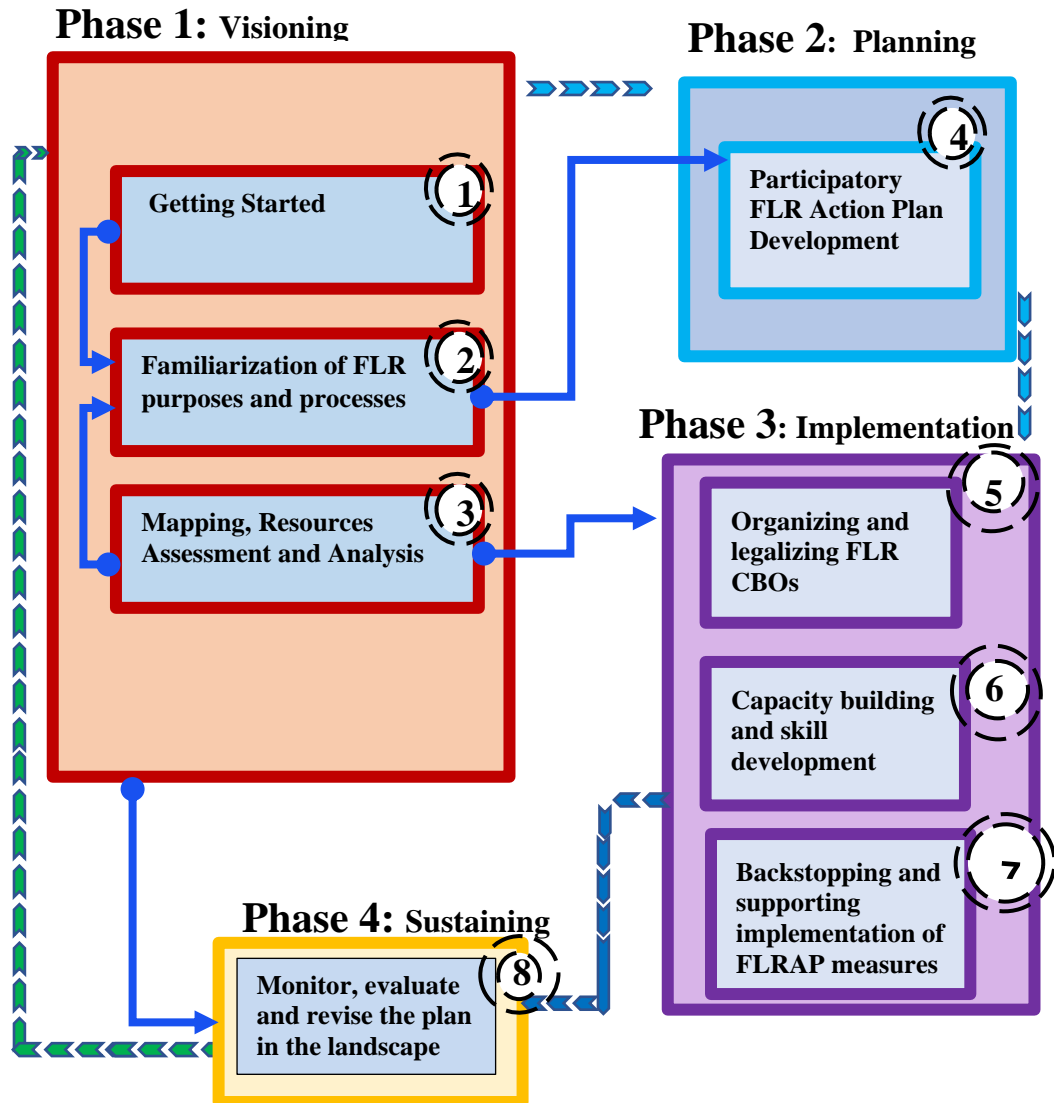 Phase 1: Visioning
1
Getting Started
2
Familiarization of FLR
purposes and processes
3
Mapping, Resources
Assessment and Analysis
Phase 2: Planning
4
Participatory
FLR Action Plan
Development
Phase 3: Implementation
5
Organizing and
legalizing FLR
CBOs
6
Capacity building
and skill
development
7
Backstopping and
supporting
implementation of
FLRAP measures
Phase 4: Sustaining
8
Monitor, evaluate
and revise the plan
in the landscape